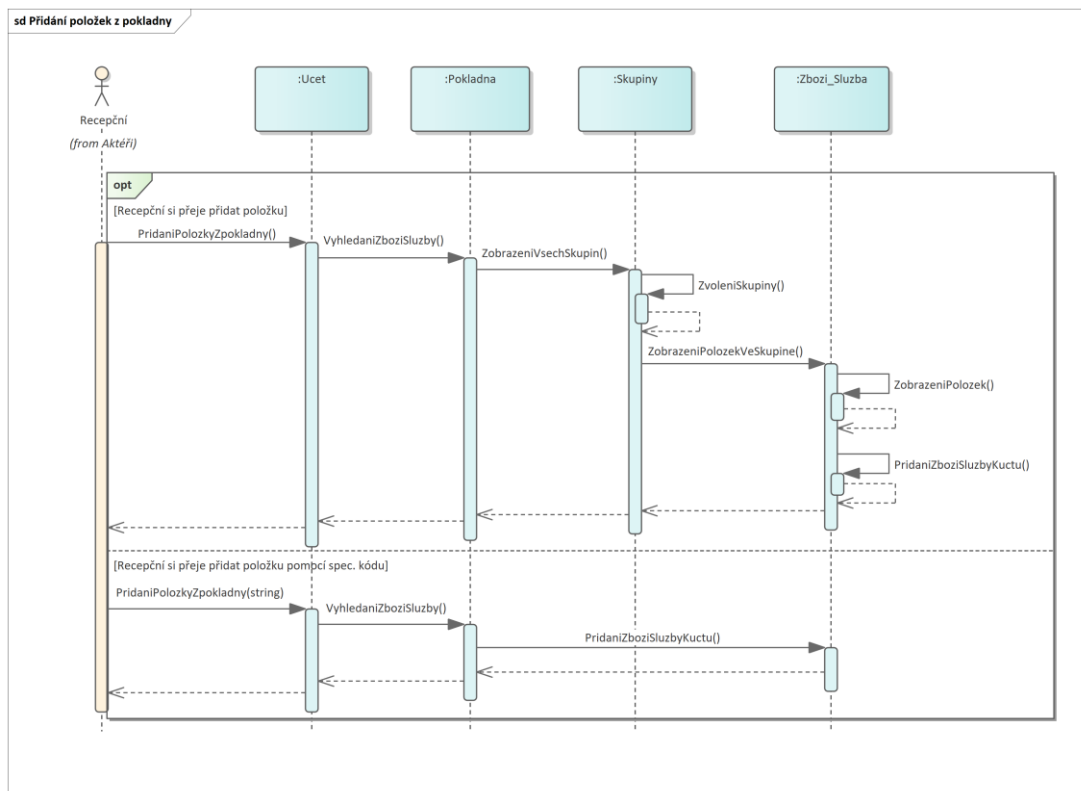 sd Přidání položek z pokladny
:Ucet
:Pokladna
:Skupiny
:Zbozi_Sluzba
Recepční
(from Aktéři)
opt
[Recepční si přeje přidat položku]
PridaniPolozkyZpokladny()
VyhledaniZboziSluzby()
ZobrazeniVsechSkupin()
ZvoleniSkupiny()
ZobrazeniPolozekVeSkupine()
ZobrazeniPolozek()
PridaniZboziSluzbyKuctu()
[Recepční si přeje přidat položku pomocí spec. kódu]
PridaniPolozkyZpokladny(string)
VyhledaniZboziSluzby()
PridaniZboziSluzbyKuctu()